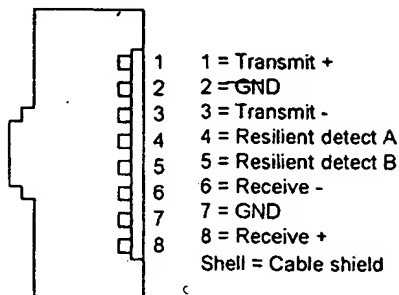 1 1 = Transmit +
2 2 = GND
3 3 = Transmit -
4 4 = Resilient detect A
5 5 = Resilient detect B
6 6 = Receive -
7 7 = GND
8 8 = Receive +
Shell = Cable shield